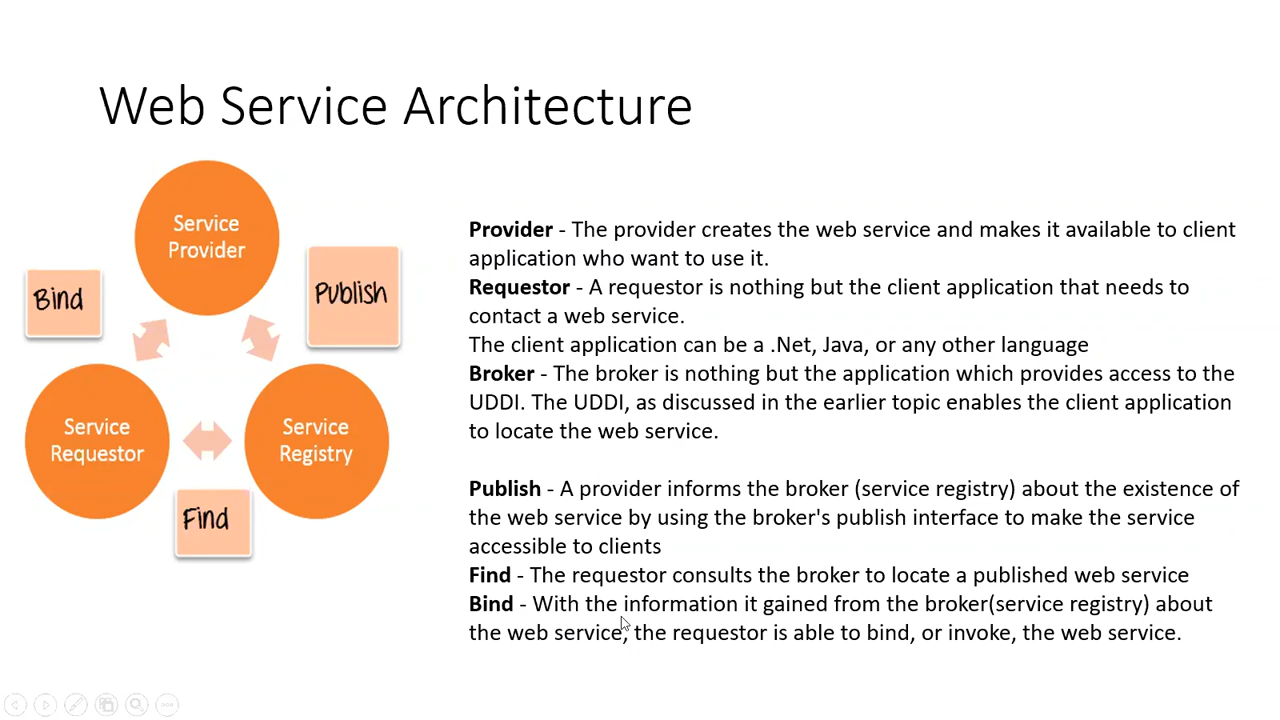 Web Service Architecture
Service
Provider
Bind
Publish
Service
Requestor
Service
Registry
Find
Provider - The provider creates the web service and makes it available to client
application who want to use it.
Requestor - A requestor is nothing but the client application that needs to
contact a web service.
The client application can be a .Net, Java, or any other language
Broker - The broker is nothing but the application which provides access to the
UDDI. The UDDI, as discussed in the earlier topic enables the client application
to locate the web service.
Publish - A provider informs the broker (service registry) about the existence of
the web service by using the broker's publish interface to make the service
accessible to clients
Find - The requestor consults the broker to locate a published web service
Bind - With the information it gained from the broker(service registry) about
the web service, the requestor is able to bind, or invoke, the web service.